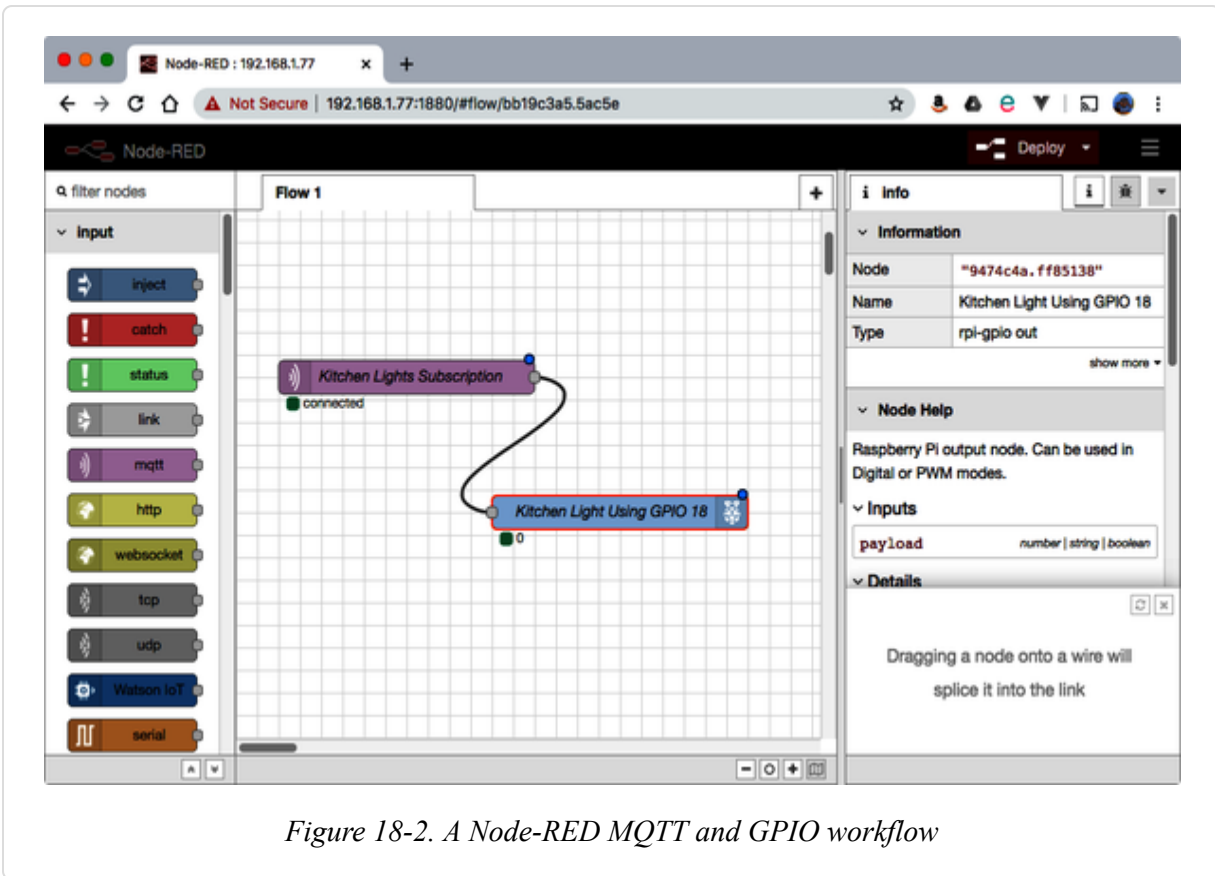 Node-RED : 192.168.1.77 x +
Not Secure | 192.168.1.77:1880/#flow/bb19c3a5.5ac5e
Node-RED
Deploy
filter nodes
Flow 1
+
i info
i
input
inject
catch
status
link
mqtt
http
websocket
tcp
udp
Watson IoT
serial
Kitchen Lights Subscription
connected
Kitchen Light Using GPIO 18
0
Information
Node "9474c4a.ff85138"
Name Kitchen Light Using GPIO 18
Type rpi-gpio out
show more
Node Help
Raspberry Pi output node. Can be used in
Digital or PWM modes.
Inputs
payload number | string | boolean
Details
Dragging a node onto a wire will
splice it into the link
Figure 18-2. A Node-RED MQTT and GPIO workflow